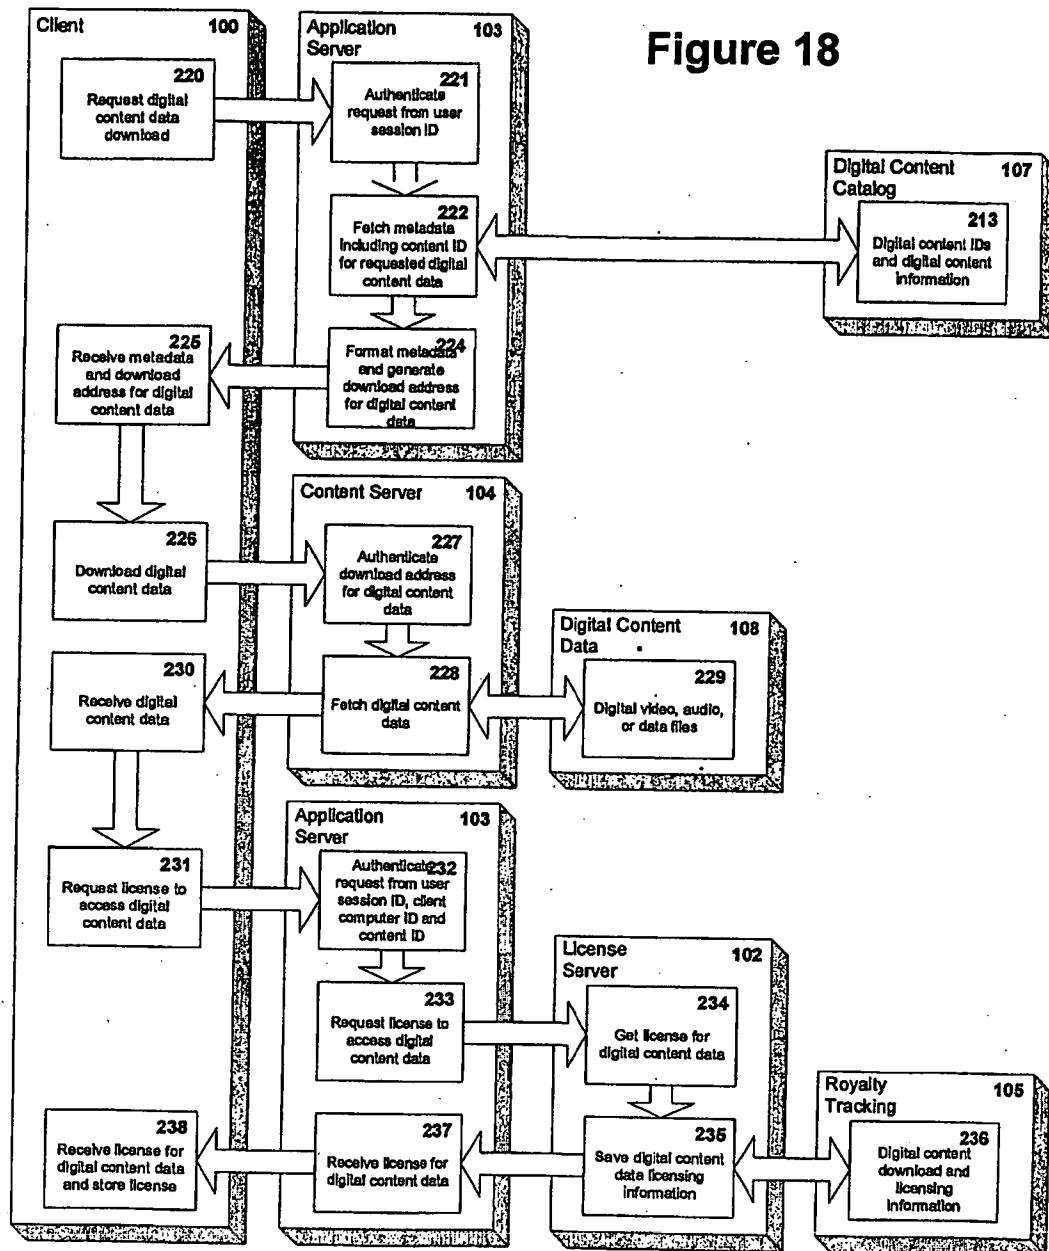 Figure 18
Client 100
220
Request digital
content data
download
Application 103
Server
221
Authenticate
request from user
session ID
222
Fetch metadata
including content ID
for requested digital
content data
Digital Content 107
Catalog
213
Digital content IDs
and digital content
information
224
Format metadata
and generate
download address
for digital content
data
225
Receive metadata
and download
address for digital
content data
226
Download digital
content data
Content Server 104
227
Authenticate
download address
for digital content
data
228
Fetch digital content
data
Digital Content 108
Data
229
Digital video, audio,
or data files
230
Receive digital
content data
231
Request license to
access digital
content data
Application 103
Server
232
Authenticate
request from user
session ID, client
computer ID and
content ID
233
Request license to
access digital
content data
License 102
Server
234
Get license for
digital content data
235
Save digital content
data licensing
information
Royalty 105
Tracking
236
Digital content
download and
licensing
information
237
Receive license for
digital content data
238
Receive license for
digital content data
and store license